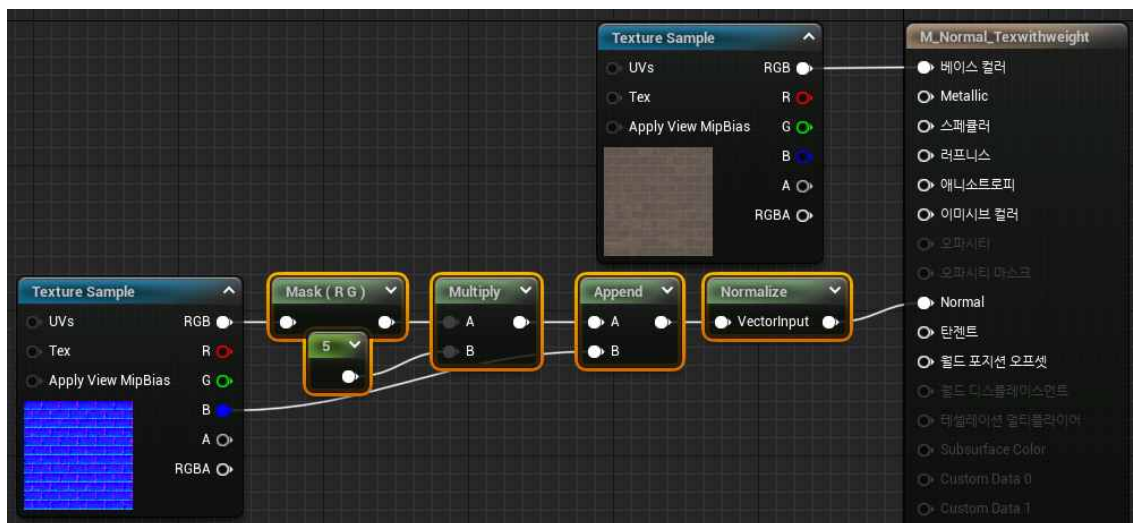 Texture Sample
UVs
RGB
Tex
R
Apply View MipBias
G
B
A
RGBA
M_Normal_Texwithweight
베이스 컬러
Metallic
스페큘러
러프니스
애니소트로피
이미시브 컬러
오파시티
오파시티 마스크
Normal
탄젠트
월드 포지션 오프셋
월드 디스플레이스먼트
테셀레이션 멀티플라이어
Subsurface Color
Custom Data 0
Custom Data 1
Texture Sample
UVs
RGB
Tex
R
Apply View MipBias
G
B
A
RGBA
Mask ( R G )
5
Multiply
A
B
Append
A
B
Normalize
VectorInput